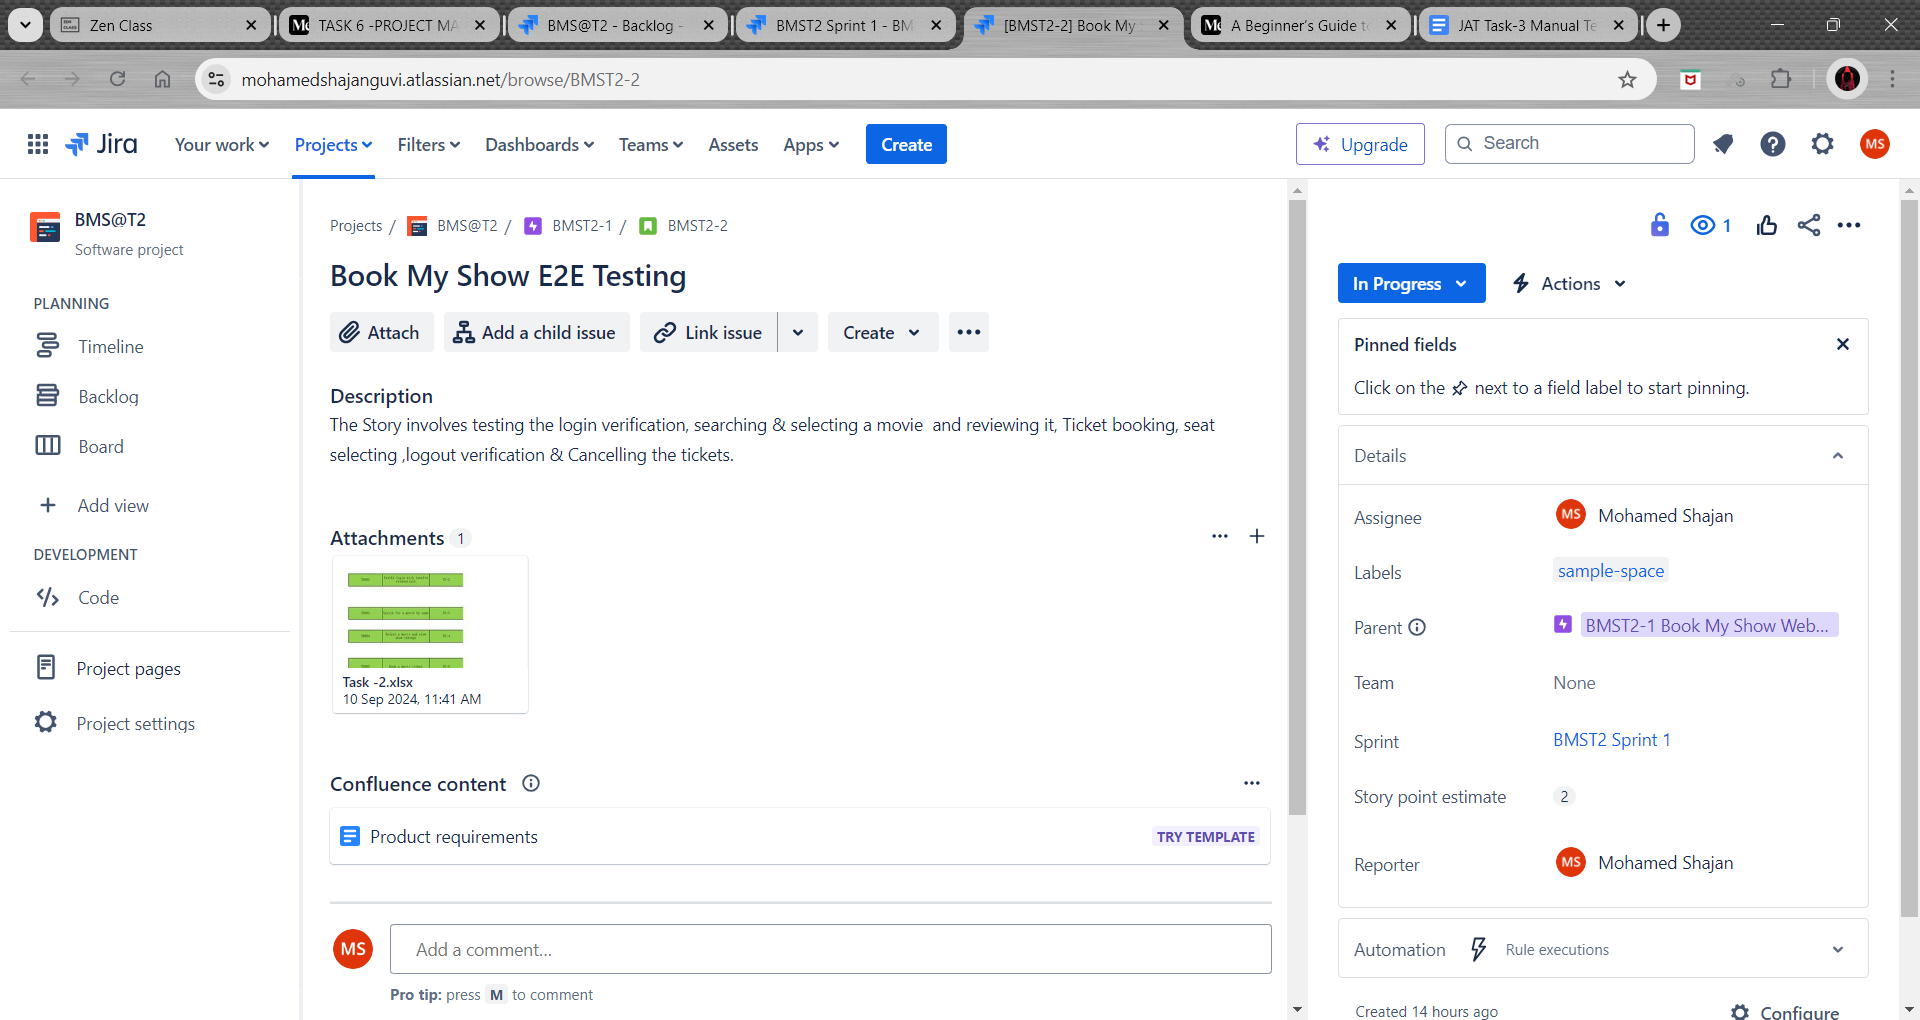 Zen Class
TASK 6 -PROJECT MA
BMS@T2 - Backlog -
BMST2 Sprint 1 - BM
[BMST2-2] Book My
A Beginner's Guide to
JAT Task-3 Manual Te
mohamedshajanguvi.atlassian.net/browse/BMST2-2
Jira
Your work
Projects
Filters
Dashboards
Teams
Assets
Apps
Create
Upgrade
Search
MS
BMS@T2
Software project
PLANNING
Timeline
Backlog
Board
Add view
DEVELOPMENT
Code
Project pages
Project settings
Projects / BMS@T2 / BMST2-1 / BMST2-2
Book My Show E2E Testing
Attach
Add a child issue
Link issue
Create
Description
The Story involves testing the login verification, searching & selecting a movie  and reviewing it, Ticket booking, seat
selecting ,logout verification & Cancelling the tickets.
Attachments 1
Task -2.xlsx
10 Sep 2024, 11:41 AM
Confluence content
Product requirements
TRY TEMPLATE
MS
Add a comment...
Pro tip: press M to comment
1
In Progress
Actions
Pinned fields
Click on the next to a field label to start pinning.
Details
Assignee
MS Mohamed Shajan
Labels
sample-space
Parent
BMST2-1 Book My Show Web...
Team
None
Sprint
BMST2 Sprint 1
Story point estimate
2
Reporter
MS Mohamed Shajan
Automation
Rule executions
Created 14 hours ago
Configure